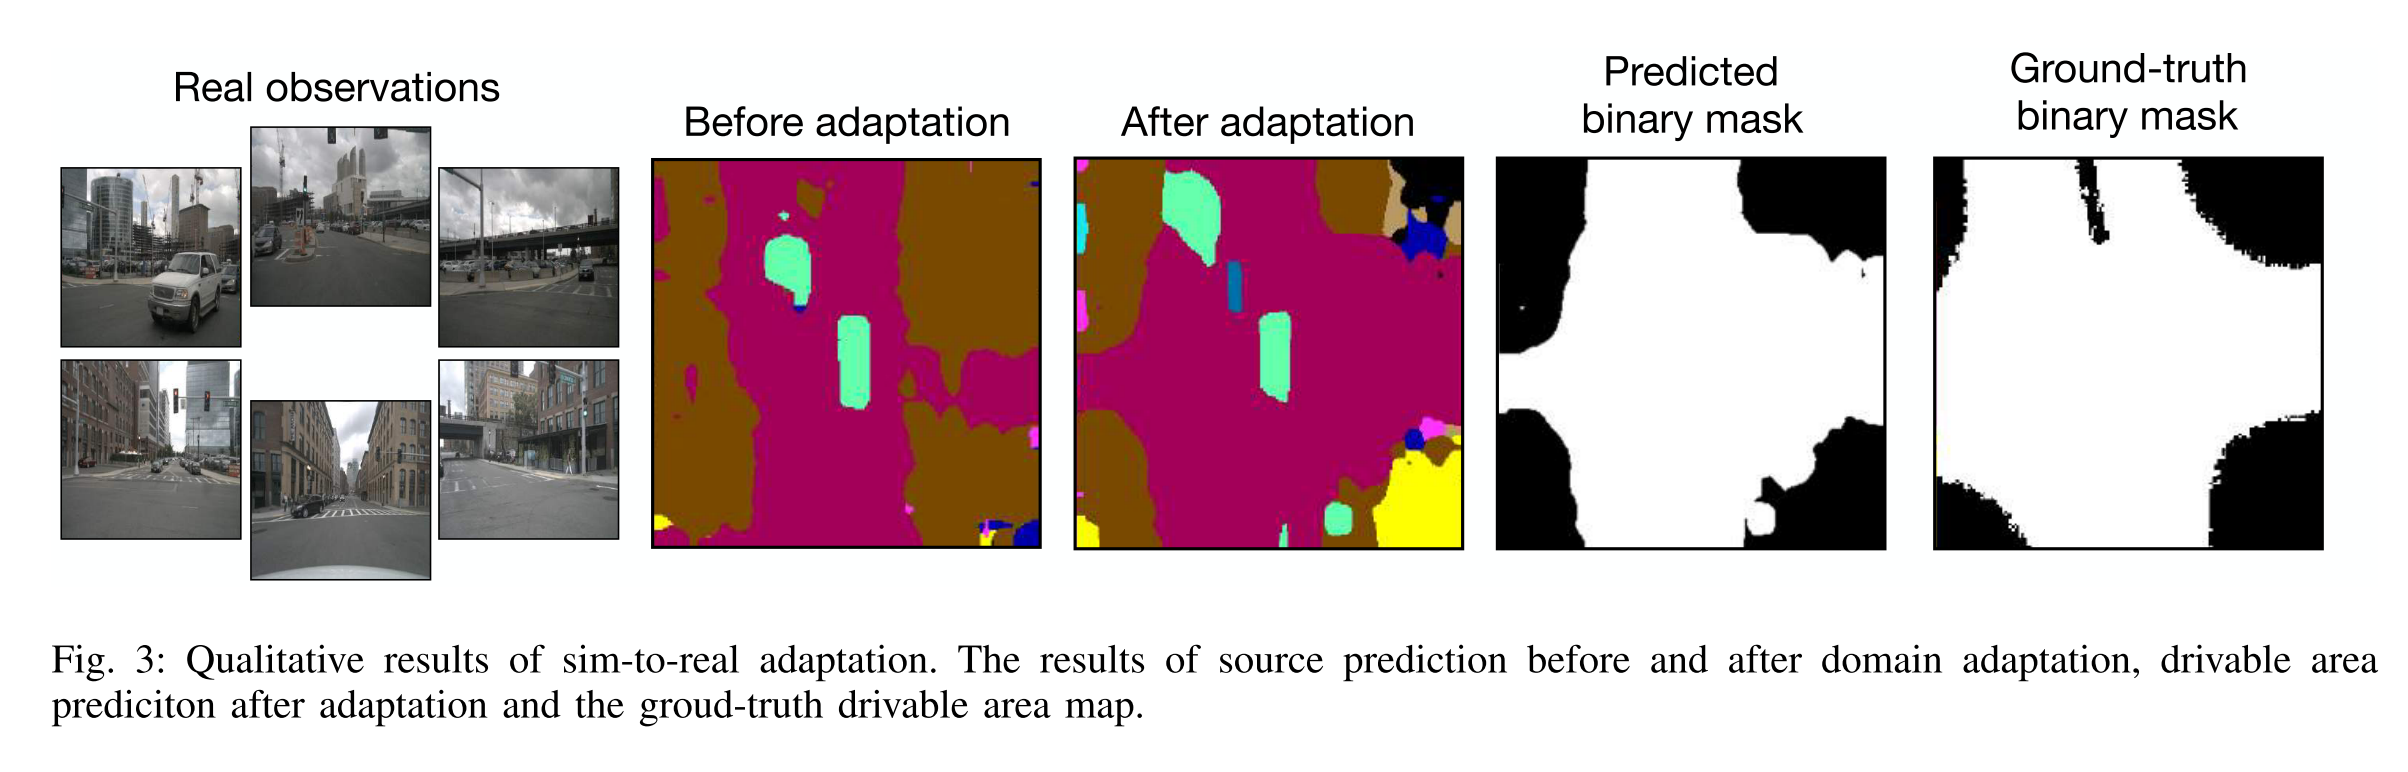 Real observations
Before adaptation
After adaptation
Predicted
binary mask
Ground-truth
binary mask
Fig. 3: Qualitative results of sim-to-real adaptation. The results of source prediction before and after domain adaptation, drivable area
prediciton after adaptation and the groud-truth drivable area map.